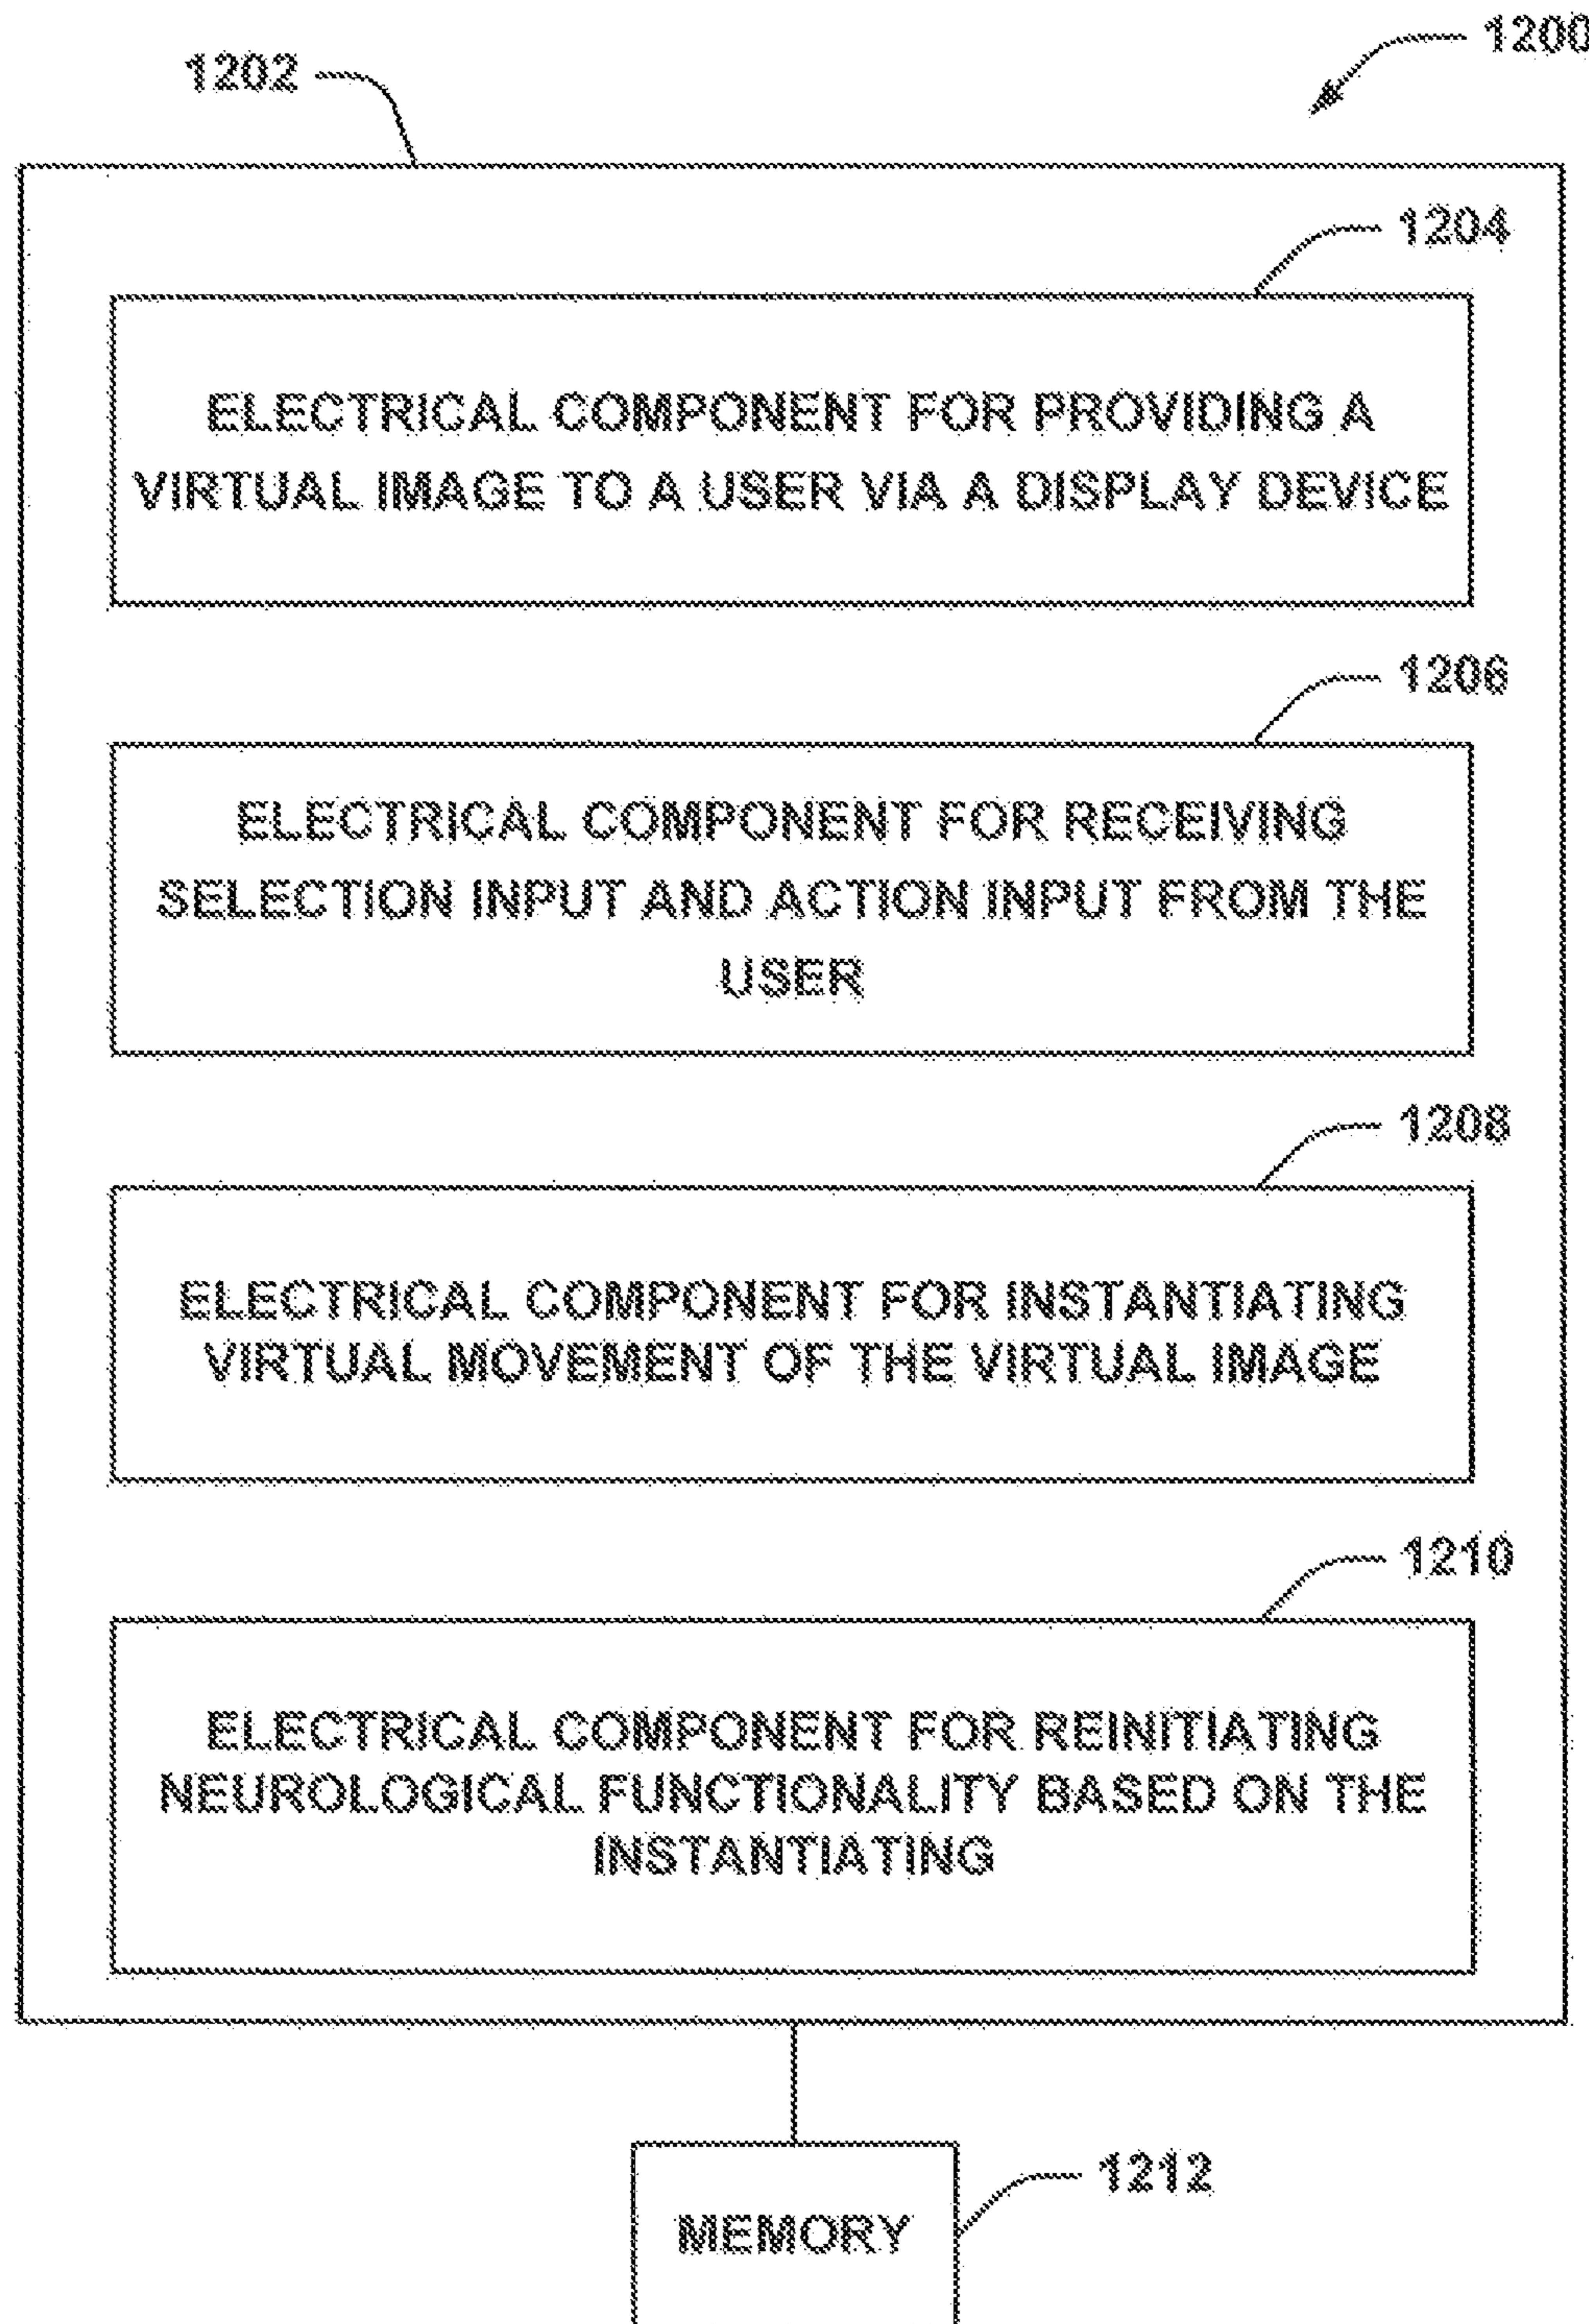 1200
1202
1204
ELECTRICAL COMPONENT FOR PROVIDING A
VIRTUAL IMAGE TO A USER VIA A DISPLAY DEVICE
1206
ELECTRICAL COMPONENT FOR RECEIVING
SELECTION INPUT AND ACTION INPUT FROM THE
USER
1208
ELECTRICAL COMPONENT FOR INSTANTIATING
VIRTUAL MOVEMENT OF THE VIRTUAL IMAGE
1210
ELECTRICAL COMPONENT FOR REINITIATING
NEUROLOGICAL FUNCTIONALITY BASED ON THE
INSTANTIATING
1212
MEMORY